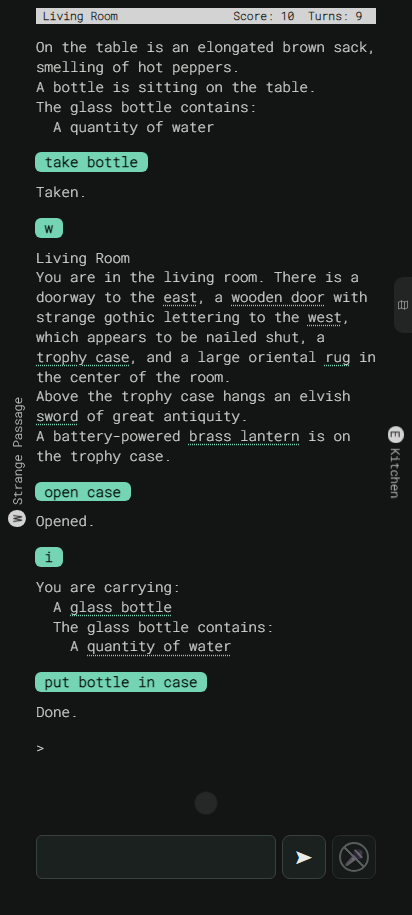 Living Room Score: 10 Turns: 9
On the table is an elongated brown sack,
smelling of hot peppers.
A bottle is sitting on the table.
The glass bottle contains:
A quantity of water
take bottle
Taken.
w
Living Room
You are in the living room. There is a
doorway to the east, a wooden door with
strange gothic lettering to the west,
which appears to be nailed shut, a
trophy case, and a large oriental rug in
the center of the room.
Above the trophy case hangs an elvish
sword of great antiquity.
A battery-powered brass lantern is on
the trophy case.
open case
Opened.
i
You are carrying:
A glass bottle
The glass bottle contains:
A quantity of water
put bottle in case
Done.
>
W Strange Passage
E Kitchen